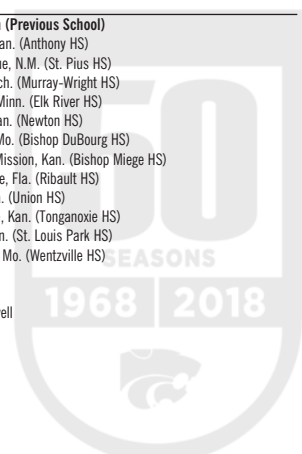 (Previous School)
an. (Anthony HS)
ue, N.M. (St. Pius HS)
ch. (Murray-Wright HS)
Minn. (Elk River HS)
an. (Newton HS)
Mo. (Bishop DuBourg HS)
Mission, Kan. (Bishop Miege HS)
e, Fla. (Ribault HS)
. (Union HS)
, Kan. (Tonganoxie HS)
n. (St. Louis Park HS)
Mo. (Wentzville HS)
ell
50
SEASONS
1968 2018